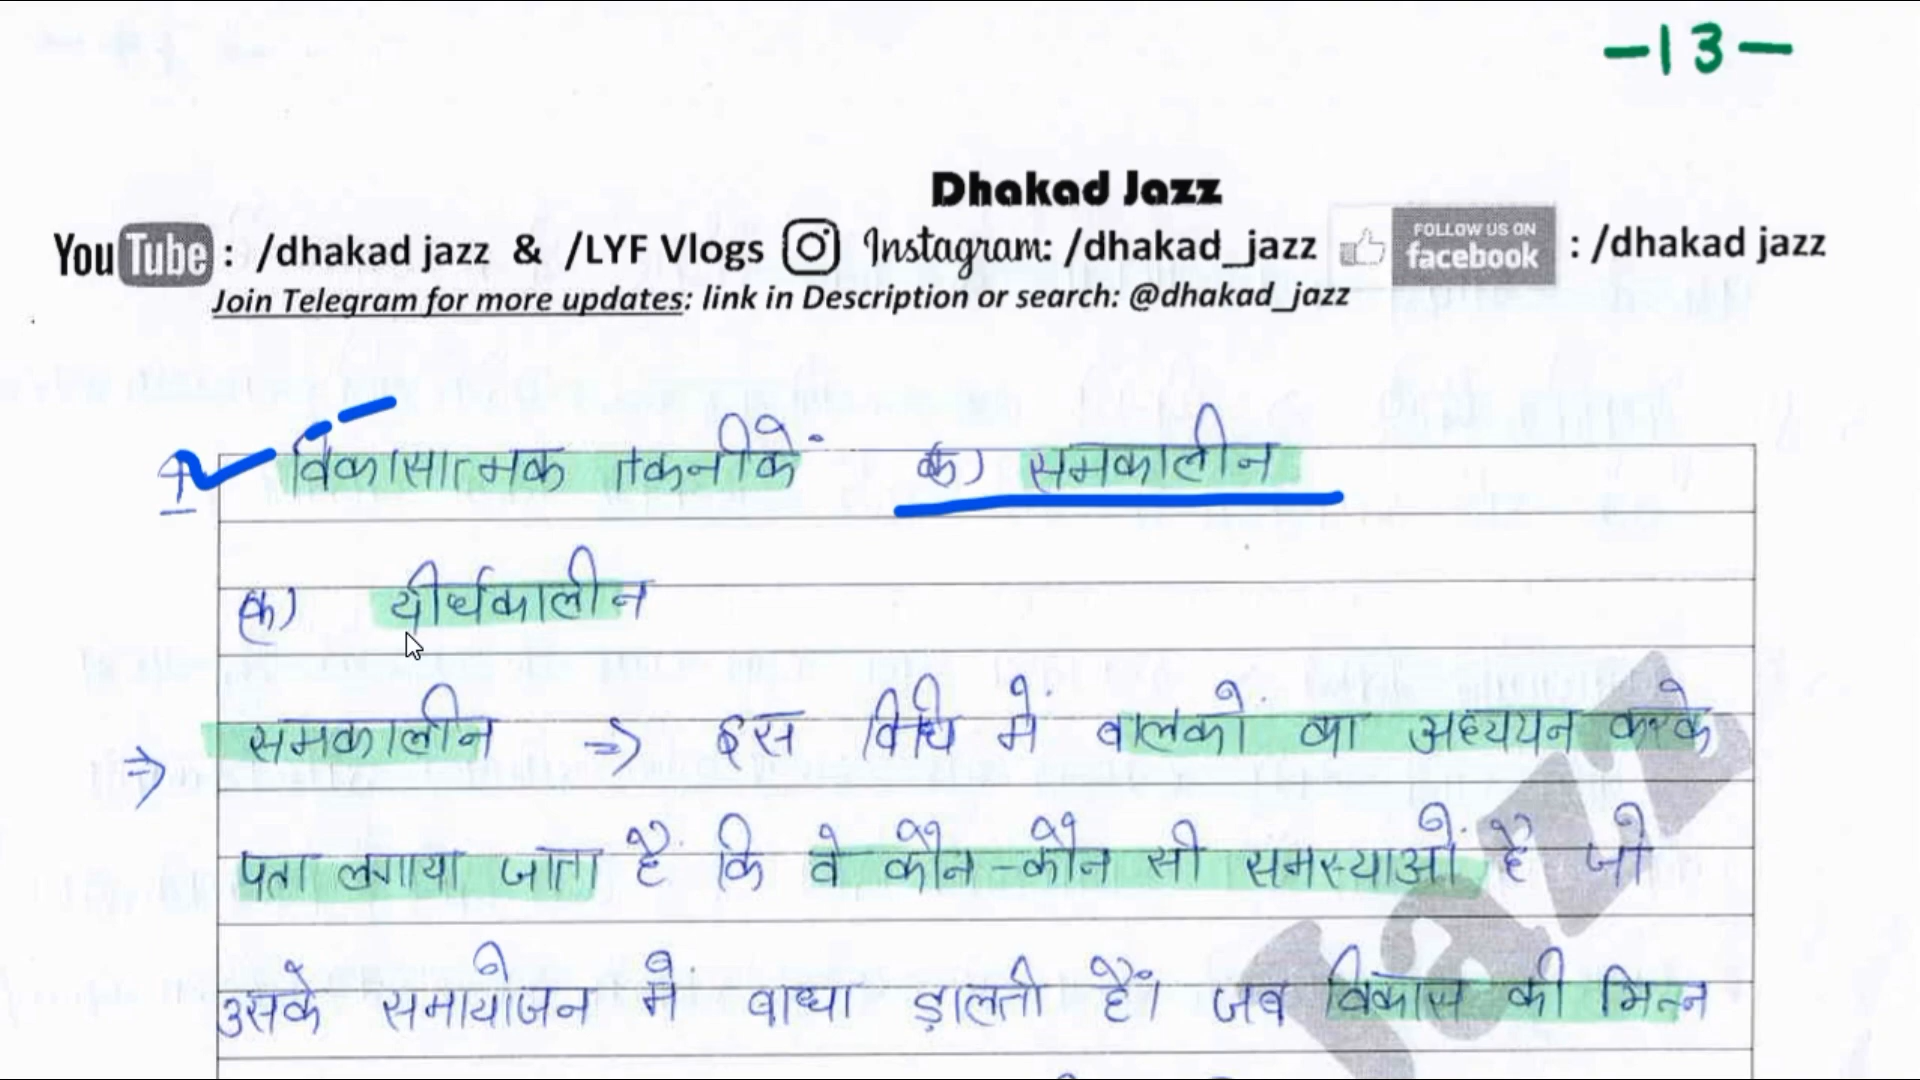 -13-
Dhakad Jazz
YouTube : /dhakad jazz & /LYF Vlogs Instagram: /dhakad_jazz FOLLOW US ON facebook : /dhakad jazz
Join Telegram for more updates: link in Description or search: @dhakad_jazz
विकासात्मक तकनीकें क) समकालीन
क) दीर्घकालीन
⇒ समकालीन ⇒ इस विधि में बालकों का अध्ययन करके
पता लगाया जाता है कि वे कौन-कौन सी समस्याओं है जो
उसके समायोजन में बाधा ड़ालती हैं। जब विकास की भिन्न
Jazz